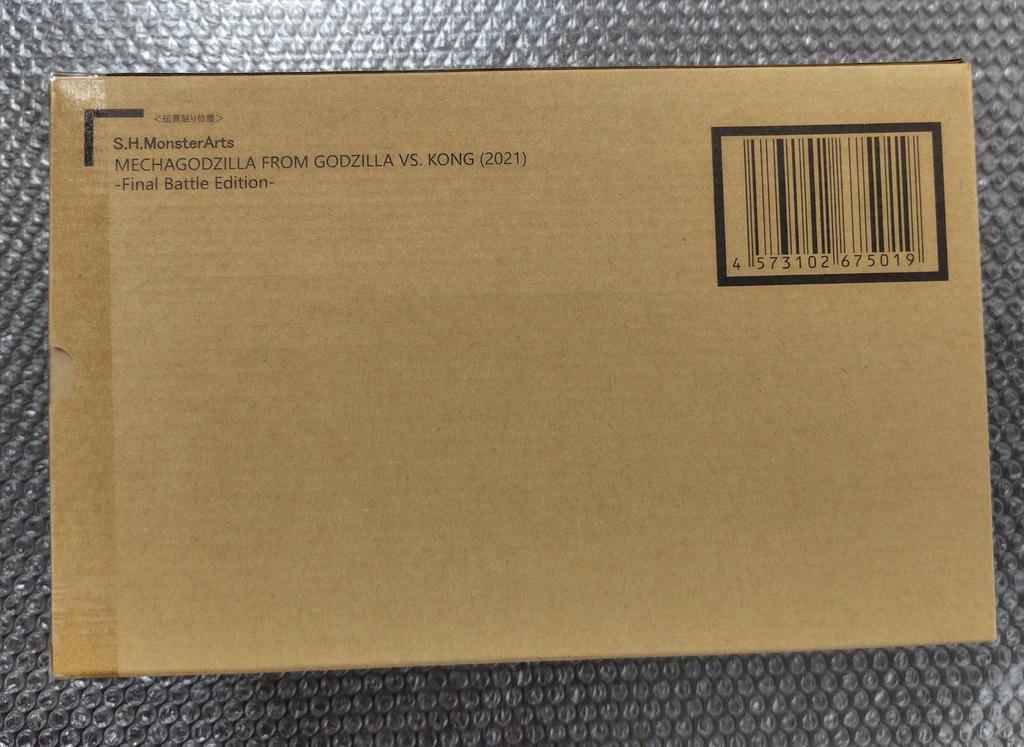 <伝票貼り位置>
S.H.MonsterArts
MECHAGODZILLA FROM GODZILLA VS. KONG (2021)
-Final Battle Edition-
4 573102 675019